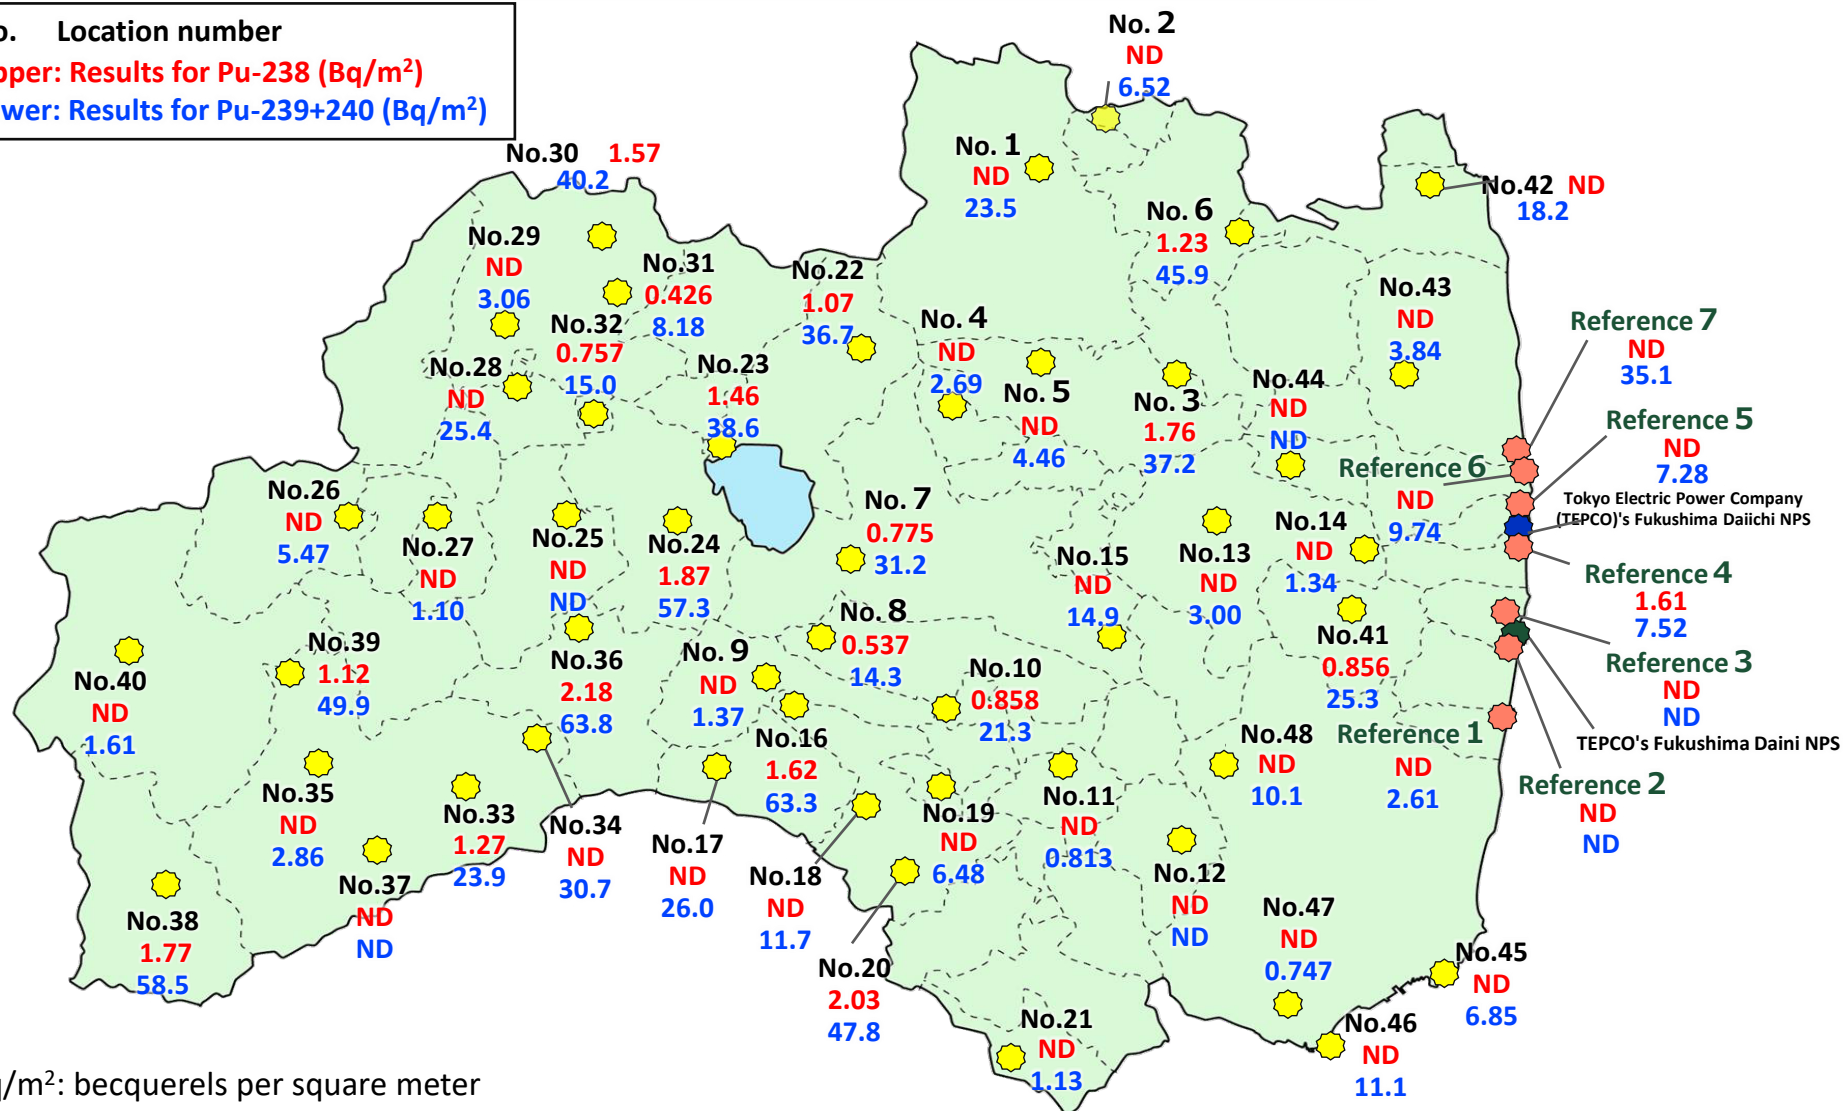 o. Location number
pper: Results for Pu-238 (Bq/m²)
wer: Results for Pu-239+240 (Bq/m²)
No. 2
ND
6.52
No. 1
ND
23.5
No.30 1.57
40.2
No.42 ND
18.2
No. 6
1.23
45.9
No.29
ND
3.06
No.31
0.426
8.18
No.22
1.07
36.7
No.43
ND
3.84
No.32
0.757
15.0
No. 4
ND
2.69
Reference 7
ND
35.1
No.28
ND
25.4
No.23
1.46
38.6
No. 5
ND
4.46
No. 3
1.76
37.2
No.44
ND
ND
Reference 5
ND
7.28
Reference 6
ND
9.74
Tokyo Electric Power Company
(TEPCO)'s Fukushima Daiichi NPS
No.26
ND
5.47
No.27
ND
1.10
No.25
ND
ND
No.24
1.87
57.3
No. 7
0.775
31.2
No.15
ND
14.9
No.13
ND
3.00
No.14
ND
1.34
Reference 4
1.61
7.52
No. 8
0.537
14.3
No.41
0.856
25.3
Reference 3
ND
ND
No.40
ND
1.61
No.39
1.12
49.9
No.36
2.18
63.8
No. 9
ND
1.37
No.10
0.858
21.3
TEPCO's Fukushima Daini NPS
No.16
1.62
63.3
No.48
ND
10.1
Reference 1
ND
2.61
Reference 2
ND
ND
No.35
ND
2.86
No.33
1.27
23.9
No.34
ND
30.7
No.17
ND
26.0
No.18
ND
11.7
No.19
ND
6.48
No.11
ND
0.813
No.12
ND
ND
No.37
ND
ND
No.38
1.77
58.5
No.20
2.03
47.8
No.47
ND
0.747
No.45
ND
6.85
No.21
ND
1.13
No.46
ND
11.1
q/m²: becquerels per square meter